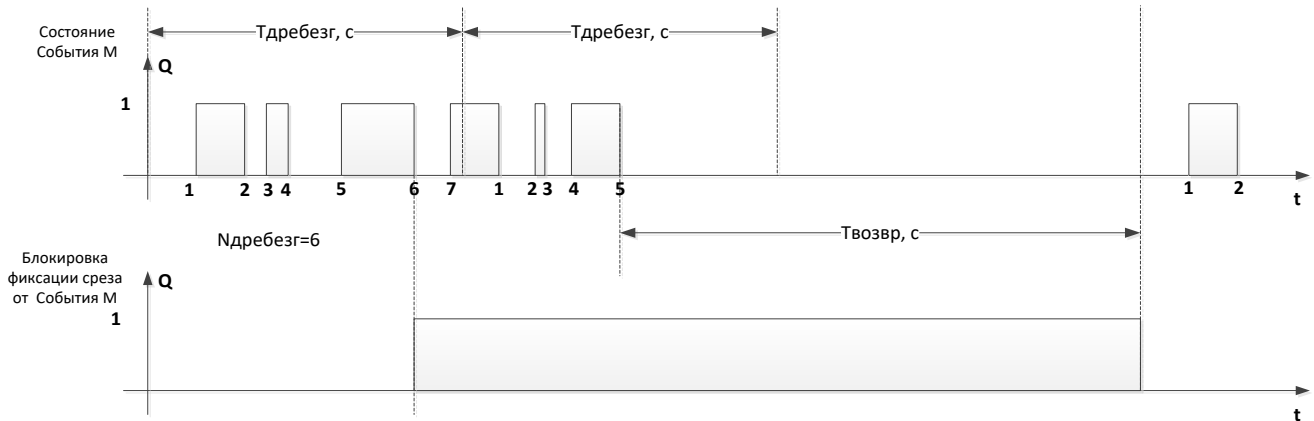 Состояние
События М
Тдребезг, с
Тдребезг, с
Q
1
1 2 3 4 5 6 7 1 2 3 4 5 1 2
t
Nдребезг=6
Твозвр, с
Блокировка
фиксации среза
от События М
Q
1
t